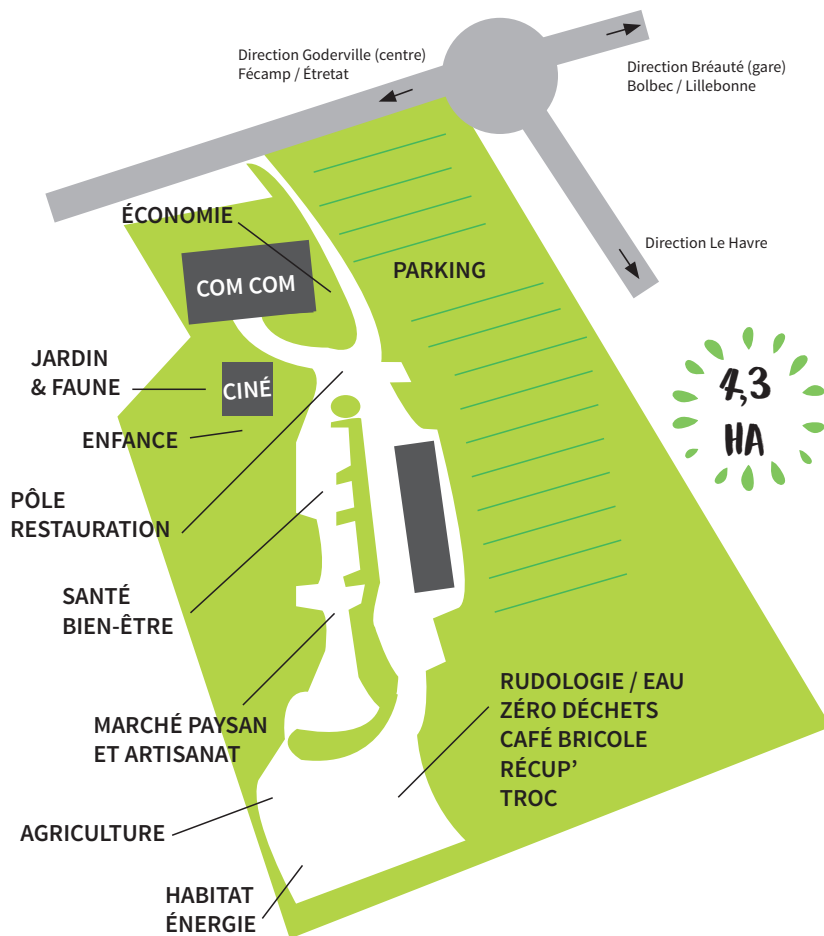 Direction Goderville (centre)
Fécamp / Étretat
Direction Bréauté (gare)
Bolbec / Lillebonne
Direction Le Havre
ÉCONOMIE
COM COM
PARKING
JARDIN
& FAUNE
CINÉ
4,3
HA
ENFANCE
PÔLE
RESTAURATION
SANTÉ
BIEN-ÊTRE
MARCHÉ PAYSAN
ET ARTISANAT
RUDOLOGIE / EAU
ZÉRO DÉCHETS
CAFÉ BRICOLE
RÉCUP’
TROC
AGRICULTURE
HABITAT
ÉNERGIE